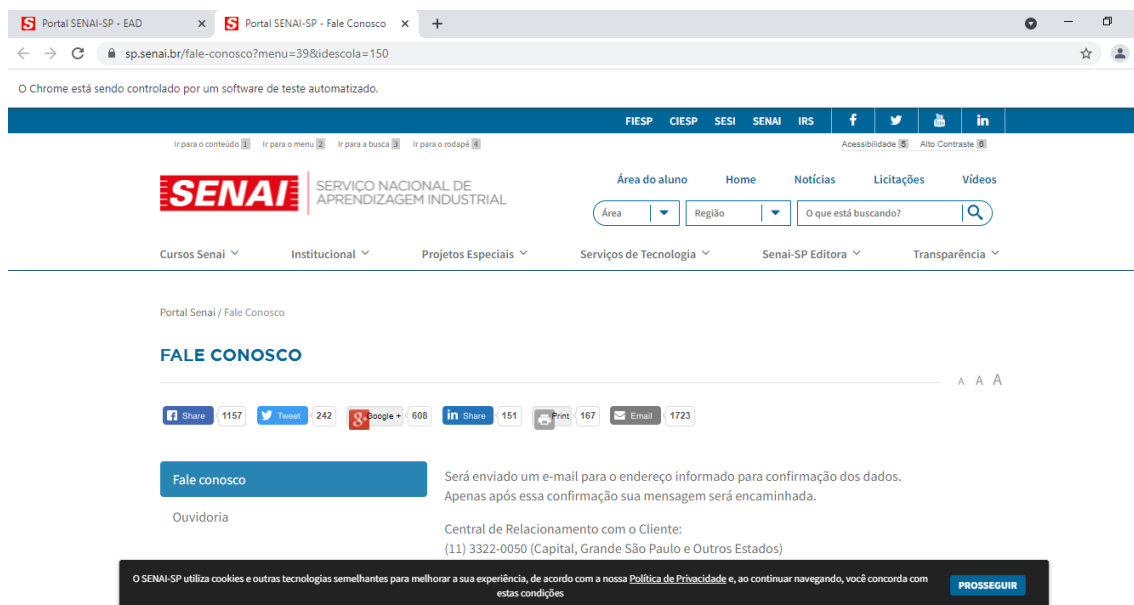 Portal SENAI-SP - EAD
Portal SENAI-SP - Fale Conosco
sp.senai.br/fale-conosco?menu=39&idescola=150
O Chrome está sendo controlado por um software de teste automatizado.
FIESP CIESP SESI SENAI IRS
Ir para o conteúdo 1 Ir para o menu 2 Ir para a busca 3 Ir para o rodapé 4 Acessibilidade 5 Alto Contraste 6
SENAI SERVIÇO NACIONAL DE
APRENDIZAGEM INDUSTRIAL
Área do aluno Home Notícias Licitações Vídeos
Área Região O que está buscando?
Cursos Senai Institucional Projetos Especiais Serviços de Tecnologia Senai-SP Editora Transparência
Portal Senai / Fale Conosco
FALE CONOSCO
A A A
Share 1157 Tweet 242 Google + 608 Share 151 Print 167 Email 1723
Fale conosco
Ouvidoria
Será enviado um e-mail para o endereço informado para confirmação dos dados.
Apenas após essa confirmação sua mensagem será encaminhada.
Central de Relacionamento com o Cliente:
(11) 3322-0050 (Capital, Grande São Paulo e Outros Estados)
O SENAI-SP utiliza cookies e outras tecnologias semelhantes para melhorar a sua experiência, de acordo com a nossa Política de Privacidade e, ao continuar navegando, você concorda com
estas condições
PROSSEGUIR